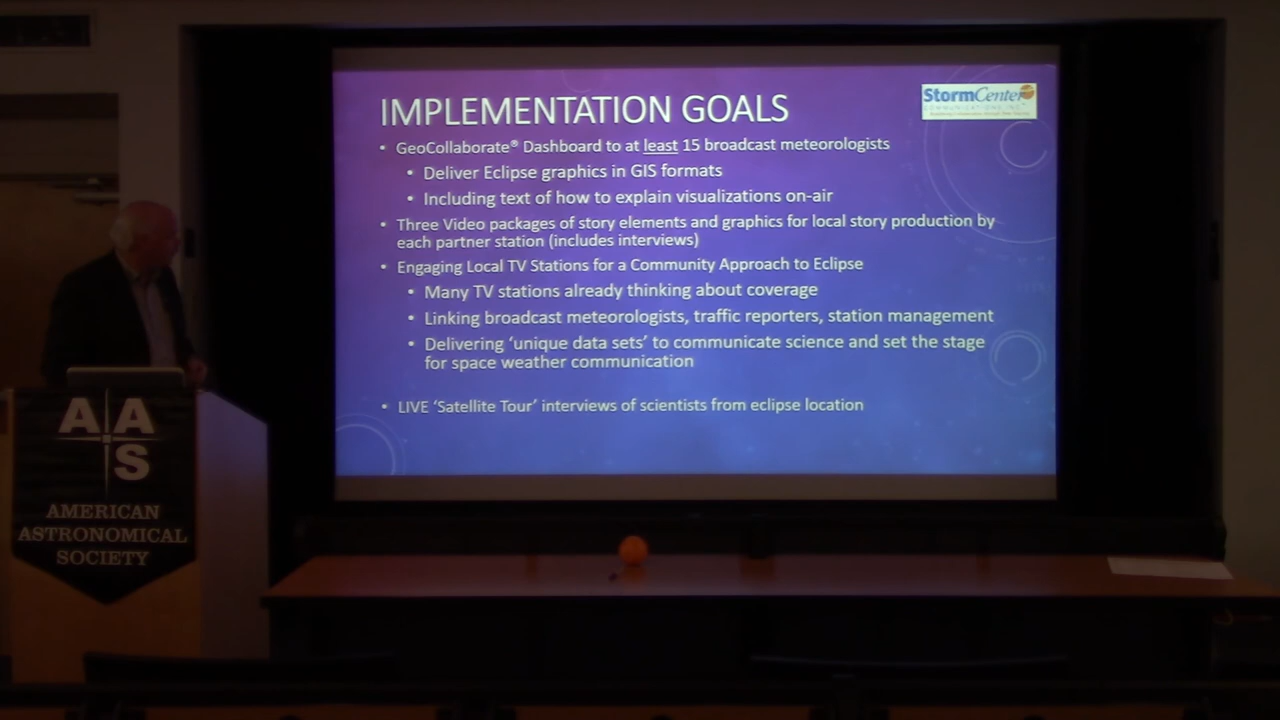 IMPLEMENTATION GOALS
StormCenter
COMMUNICATIONS, INC.
• GeoCollaborate® Dashboard to at least 15 broadcast meteorologists
• Deliver Eclipse graphics in GIS formats
• Including text of how to explain visualizations on-air
• Three Video packages of story elements and graphics for local story production by
each partner station (includes interviews)
• Engaging Local TV Stations for a Community Approach to Eclipse
• Many TV stations already thinking about coverage
• Linking broadcast meteorologists, traffic reporters, station management
• Delivering ‘unique data sets’ to communicate science and set the stage
for space weather communication
• LIVE ‘Satellite Tour’ interviews of scientists from eclipse location
AAS
AMERICAN
ASTRONOMICAL
SOCIETY